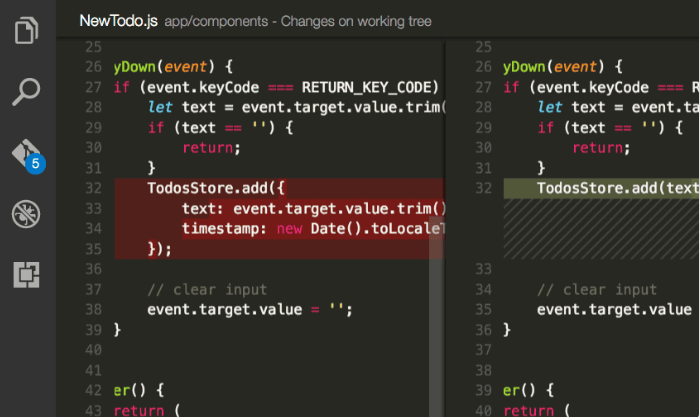 NewTodo.js app/components - Changes on working tree
25
26 yDown(event) {
27 if (event.keyCode === RETURN_KEY_CODE)
28 let text = event.target.value.trim(
29 if (text == '') {
30 return;
31 }
32 TodosStore.add({
33 text: event.target.value.trim()
34 timestamp: new Date().toLocale
35 });
36
37 // clear input
38 event.target.value = '';
39 }
40
41
42 er() {
43 return (
5
25
26 yDown(event) {
27 if (event.keyCode === R
28 let text = event.ta
29 if (text == '') {
30 return;
31 }
32 TodosStore.add(text
33
34 // clear input
35 event.target.value
36 }
37
38
39 er() {
40 return (